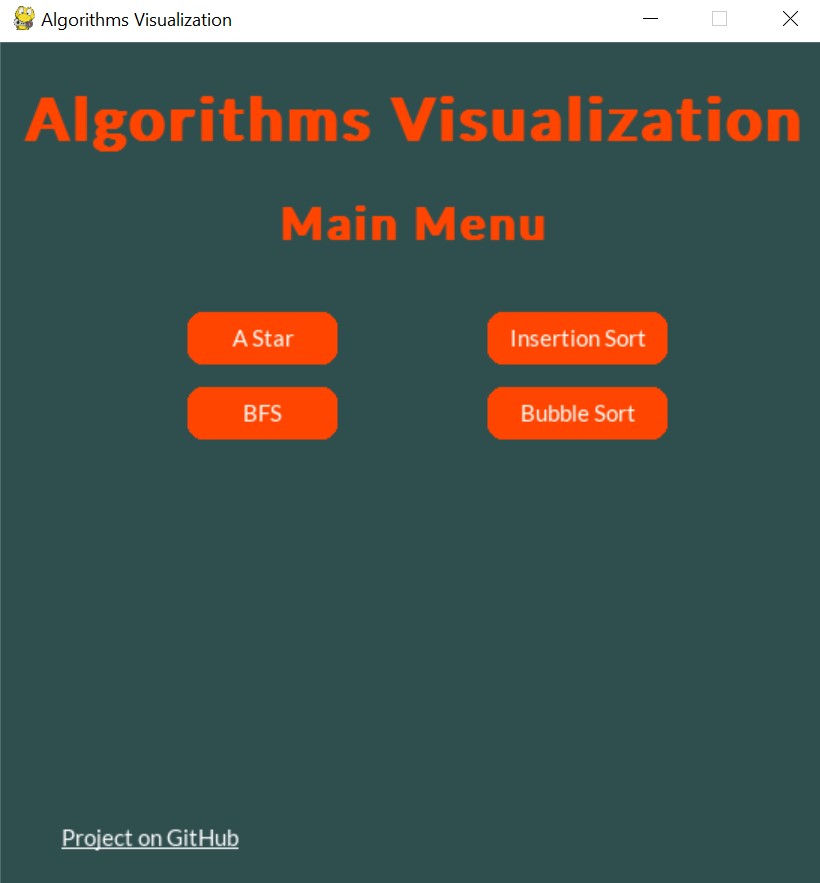 Algorithms Visualization
Algorithms Visualization
Main Menu
A Star
Insertion Sort
BFS
Bubble Sort
Project on GitHub